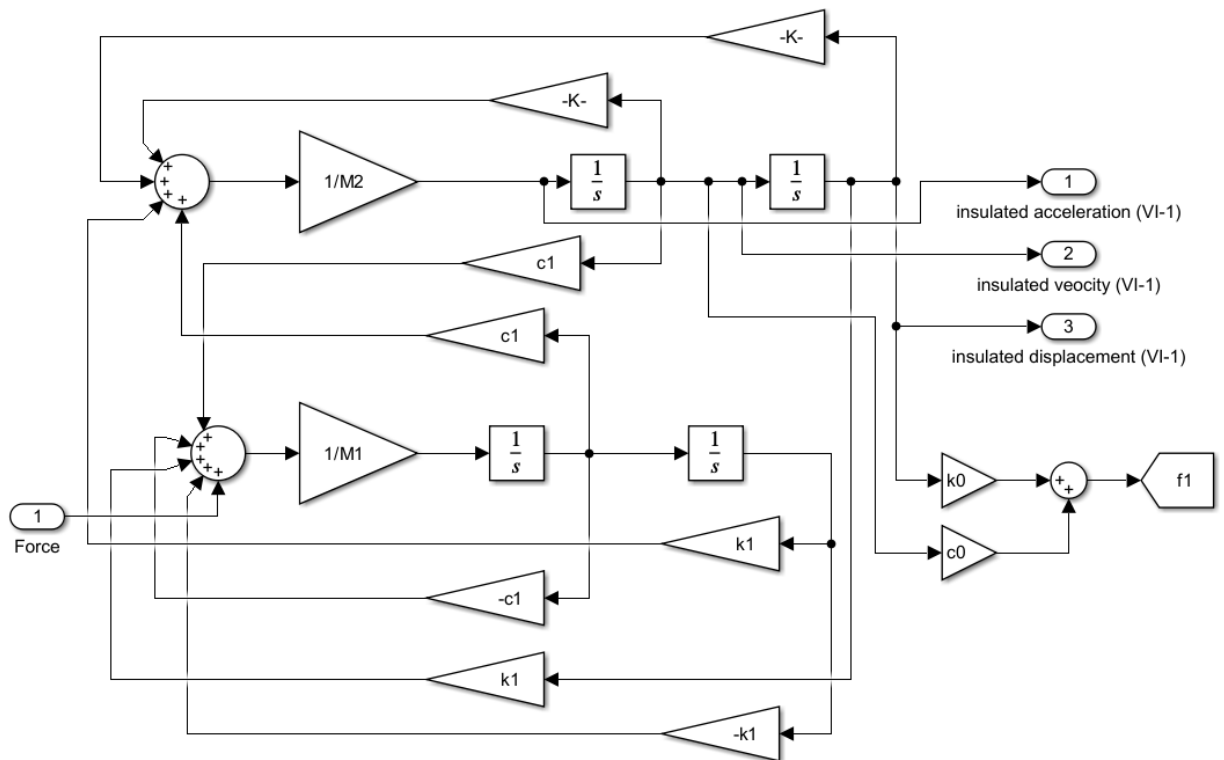 -K-
-K-
+
+
+
+
1/M2
1
s
1
s
1
insulated acceleration (VI-1)
c1
2
insulated veocity (VI-1)
c1
3
insulated displacement (VI-1)
+
+
+
+
+
1/M1
1
s
1
s
k0
+
+
f1
1
Force
k1
c0
-c1
k1
-k1